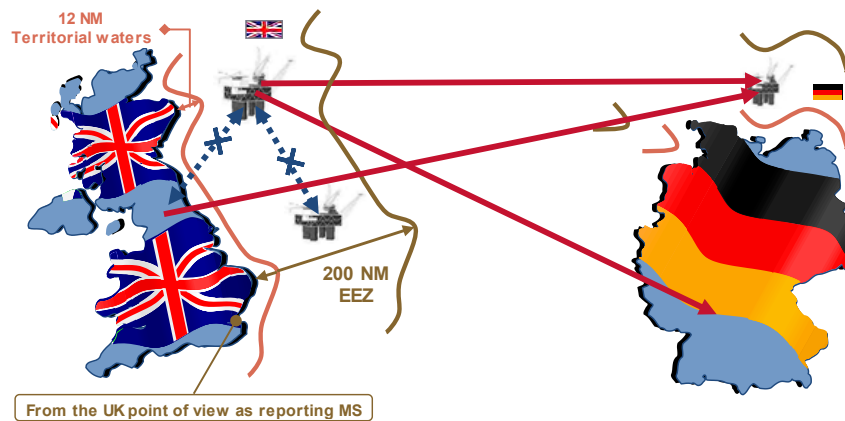 12 NM
Territorial waters
200 NM
EEZ
From the UK point of view as reporting MS